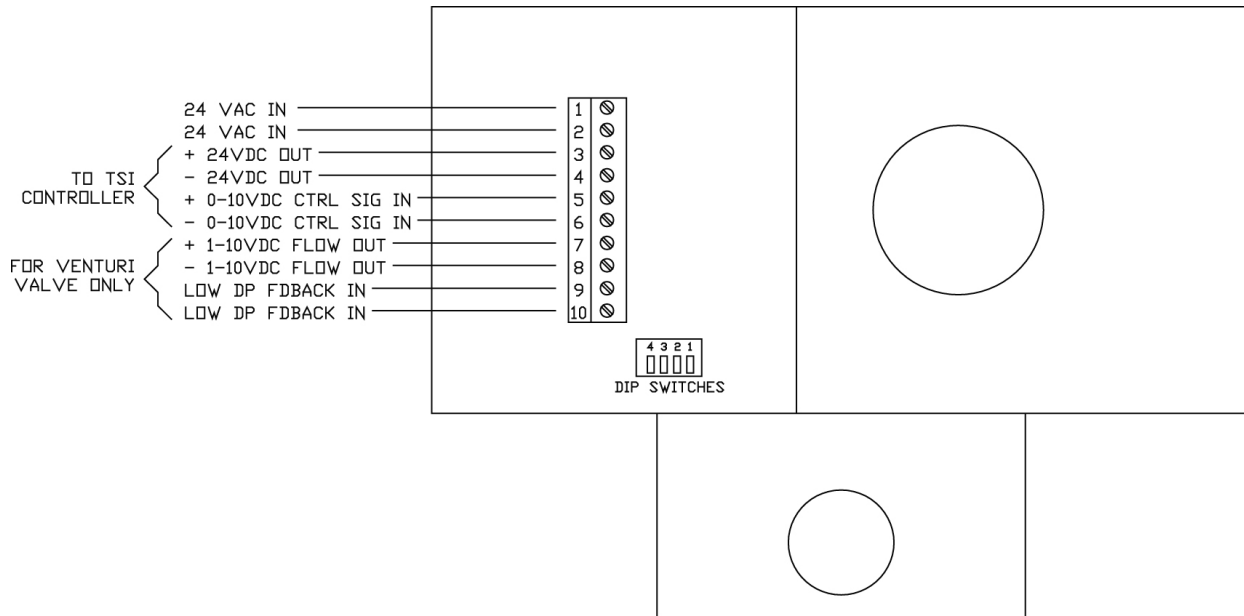 24 VAC IN
1
24 VAC IN
2
+ 24VDC OUT
3
- 24VDC OUT
4
TO TSI
CONTROLLER
+ 0-10VDC CTRL SIG IN
5
- 0-10VDC CTRL SIG IN
6
+ 1-10VDC FLOW OUT
7
- 1-10VDC FLOW OUT
8
FOR VENTURI
VALVE ONLY
LOW DP FDBACK IN
9
LOW DP FDBACK IN
10
4 3 2 1
DIP SWITCHES